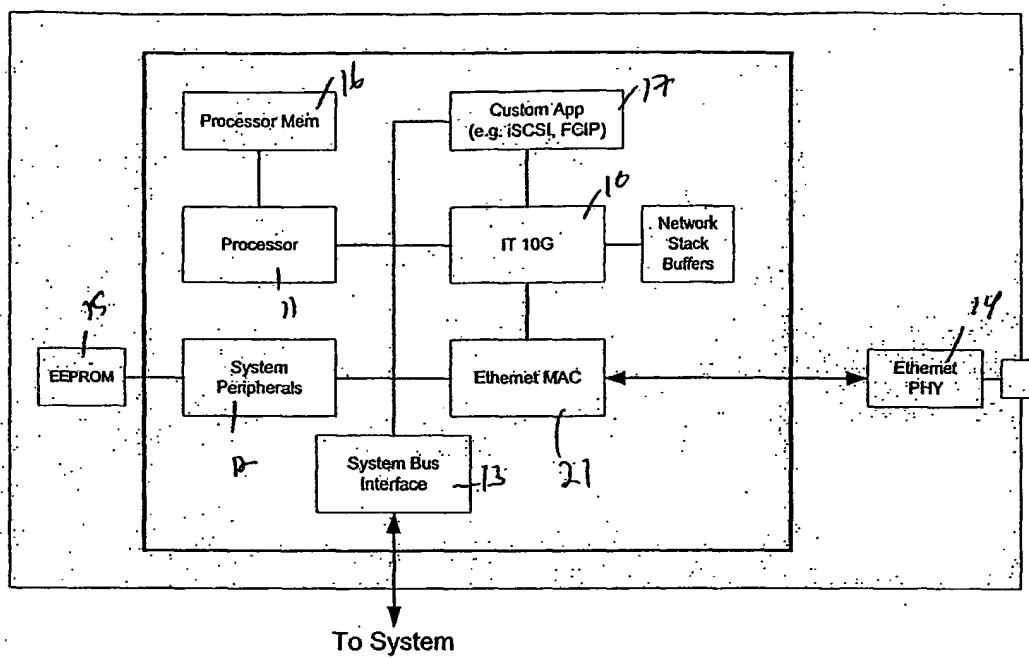 16
Processor Mem
17
Custom App
(e.g. iSCSI, FCIP)
10
Processor
11
IT 10G
Network
Stack
Buffers
15
EEPROM
System
Peripherals
12
Ethernet MAC
21
14
Ethernet
PHY
System Bus
Interface
13
To System